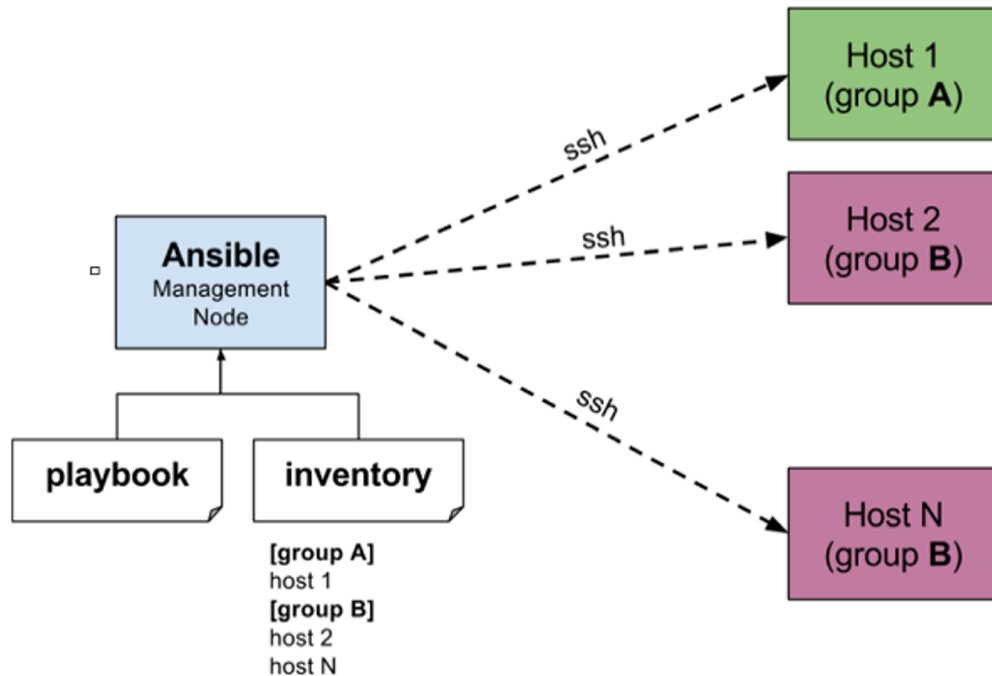 Host 1
(group A)
ssh
Host 2
(group B)
ssh
Ansible
Management
Node
ssh
playbook
inventory
Host N
(group B)
[group A]
host 1
[group B]
host 2
host N